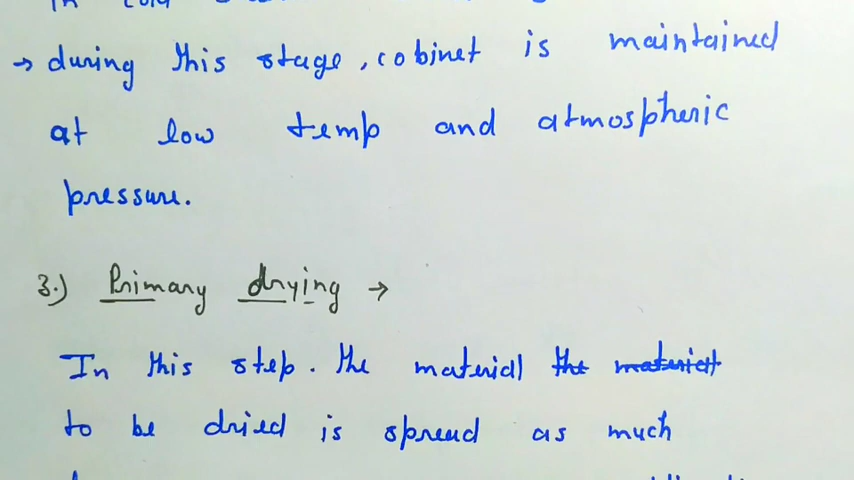 → during this stage, cobinet is maintained
at low temp and atmospheric
pressure.
3.) Primary drying →
In this step. the material the material
to be dried is spread as much